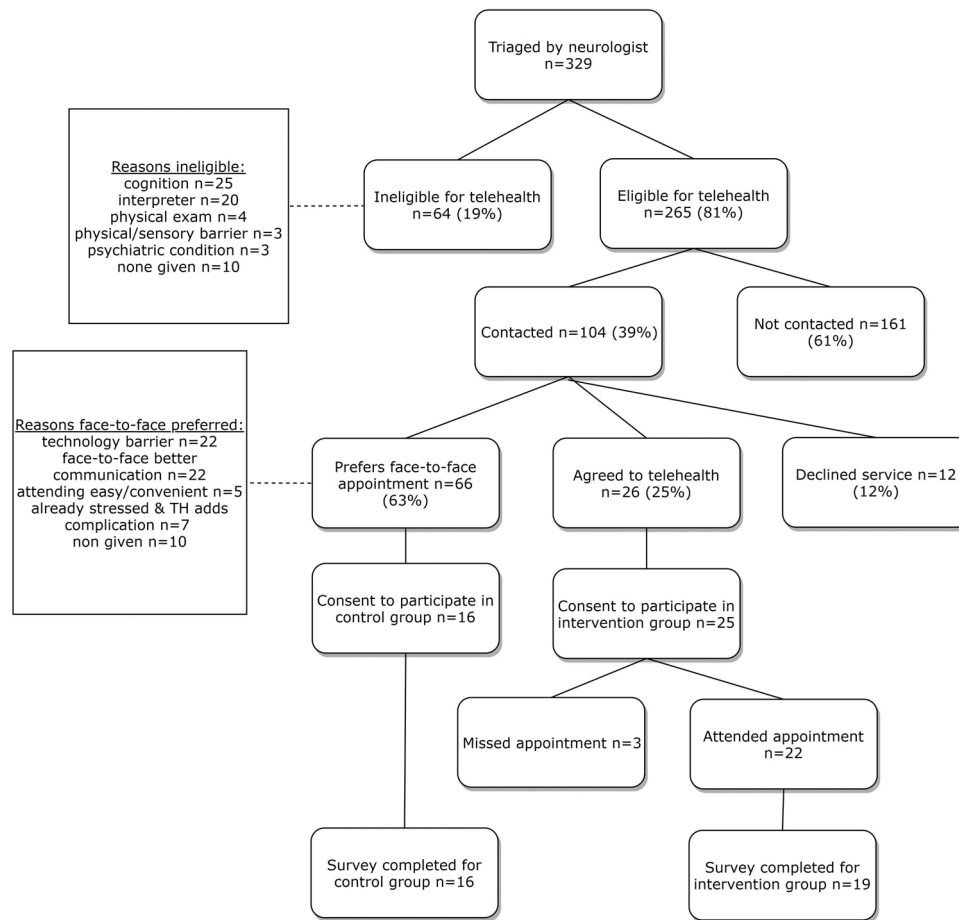 Triaged by neurologist
n=329
Reasons ineligible:
cognition n=25
interpreter n=20
physical exam n=4
physical/sensory barrier n=3
psychiatric condition n=3
none given n=10
Ineligible for telehealth
n=64 (19%)
Eligible for telehealth
n=265 (81%)
Contacted n=104 (39%)
Not contacted n=161
(61%)
Reasons face-to-face preferred:
technology barrier n=22
face-to-face better
communication n=22
attending easy/convenient n=5
already stressed & TH adds
complication n=7
non given n=10
Prefers face-to-face
appointment n=66
(63%)
Agreed to telehealth
n=26 (25%)
Declined service n=12
(12%)
Consent to participate in
control group n=16
Consent to participate in
intervention group n=25
Missed appointment n=3
Attended appointment
n=22
Survey completed for
control group n=16
Survey completed for
intervention group n=19